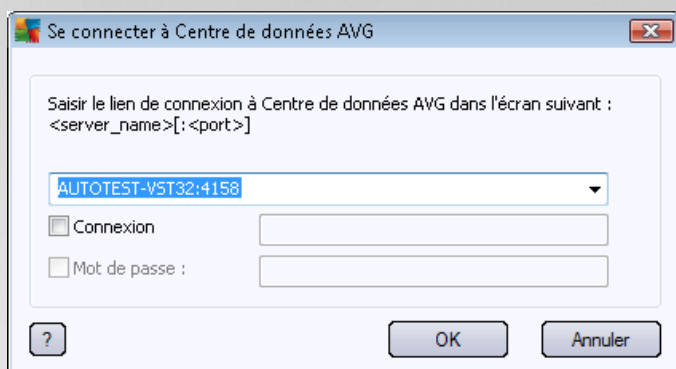 Se connecter à Centre de données AVG
Saisir le lien de connexion à Centre de données AVG dans l'écran suivant :
<server_name>[:<port>]
AUTOTEST-VST32:4158
Connexion
Mot de passe :
?
OK
Annuler